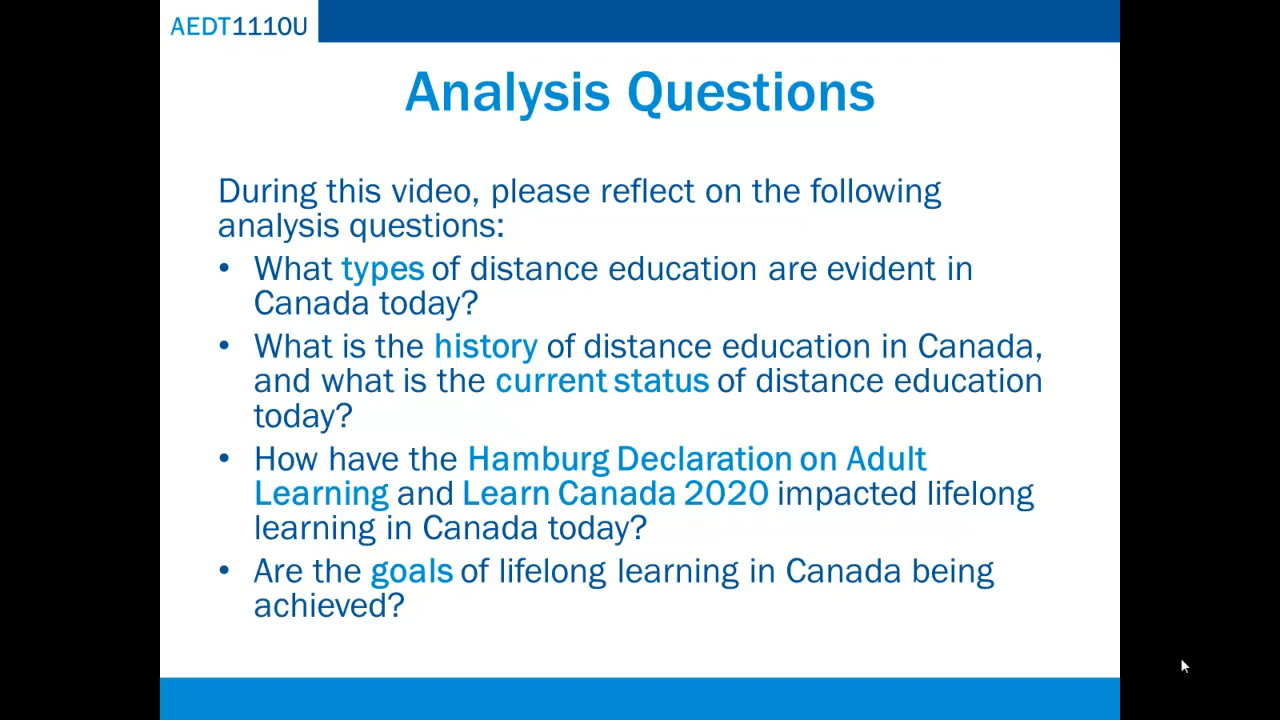 AEDT1110U
Analysis Questions
During this video, please reflect on the following
analysis questions:
• What types of distance education are evident in
Canada today?
• What is the history of distance education in Canada,
and what is the current status of distance education
today?
• How have the Hamburg Declaration on Adult
Learning and Learn Canada 2020 impacted lifelong
learning in Canada today?
• Are the goals of lifelong learning in Canada being
achieved?